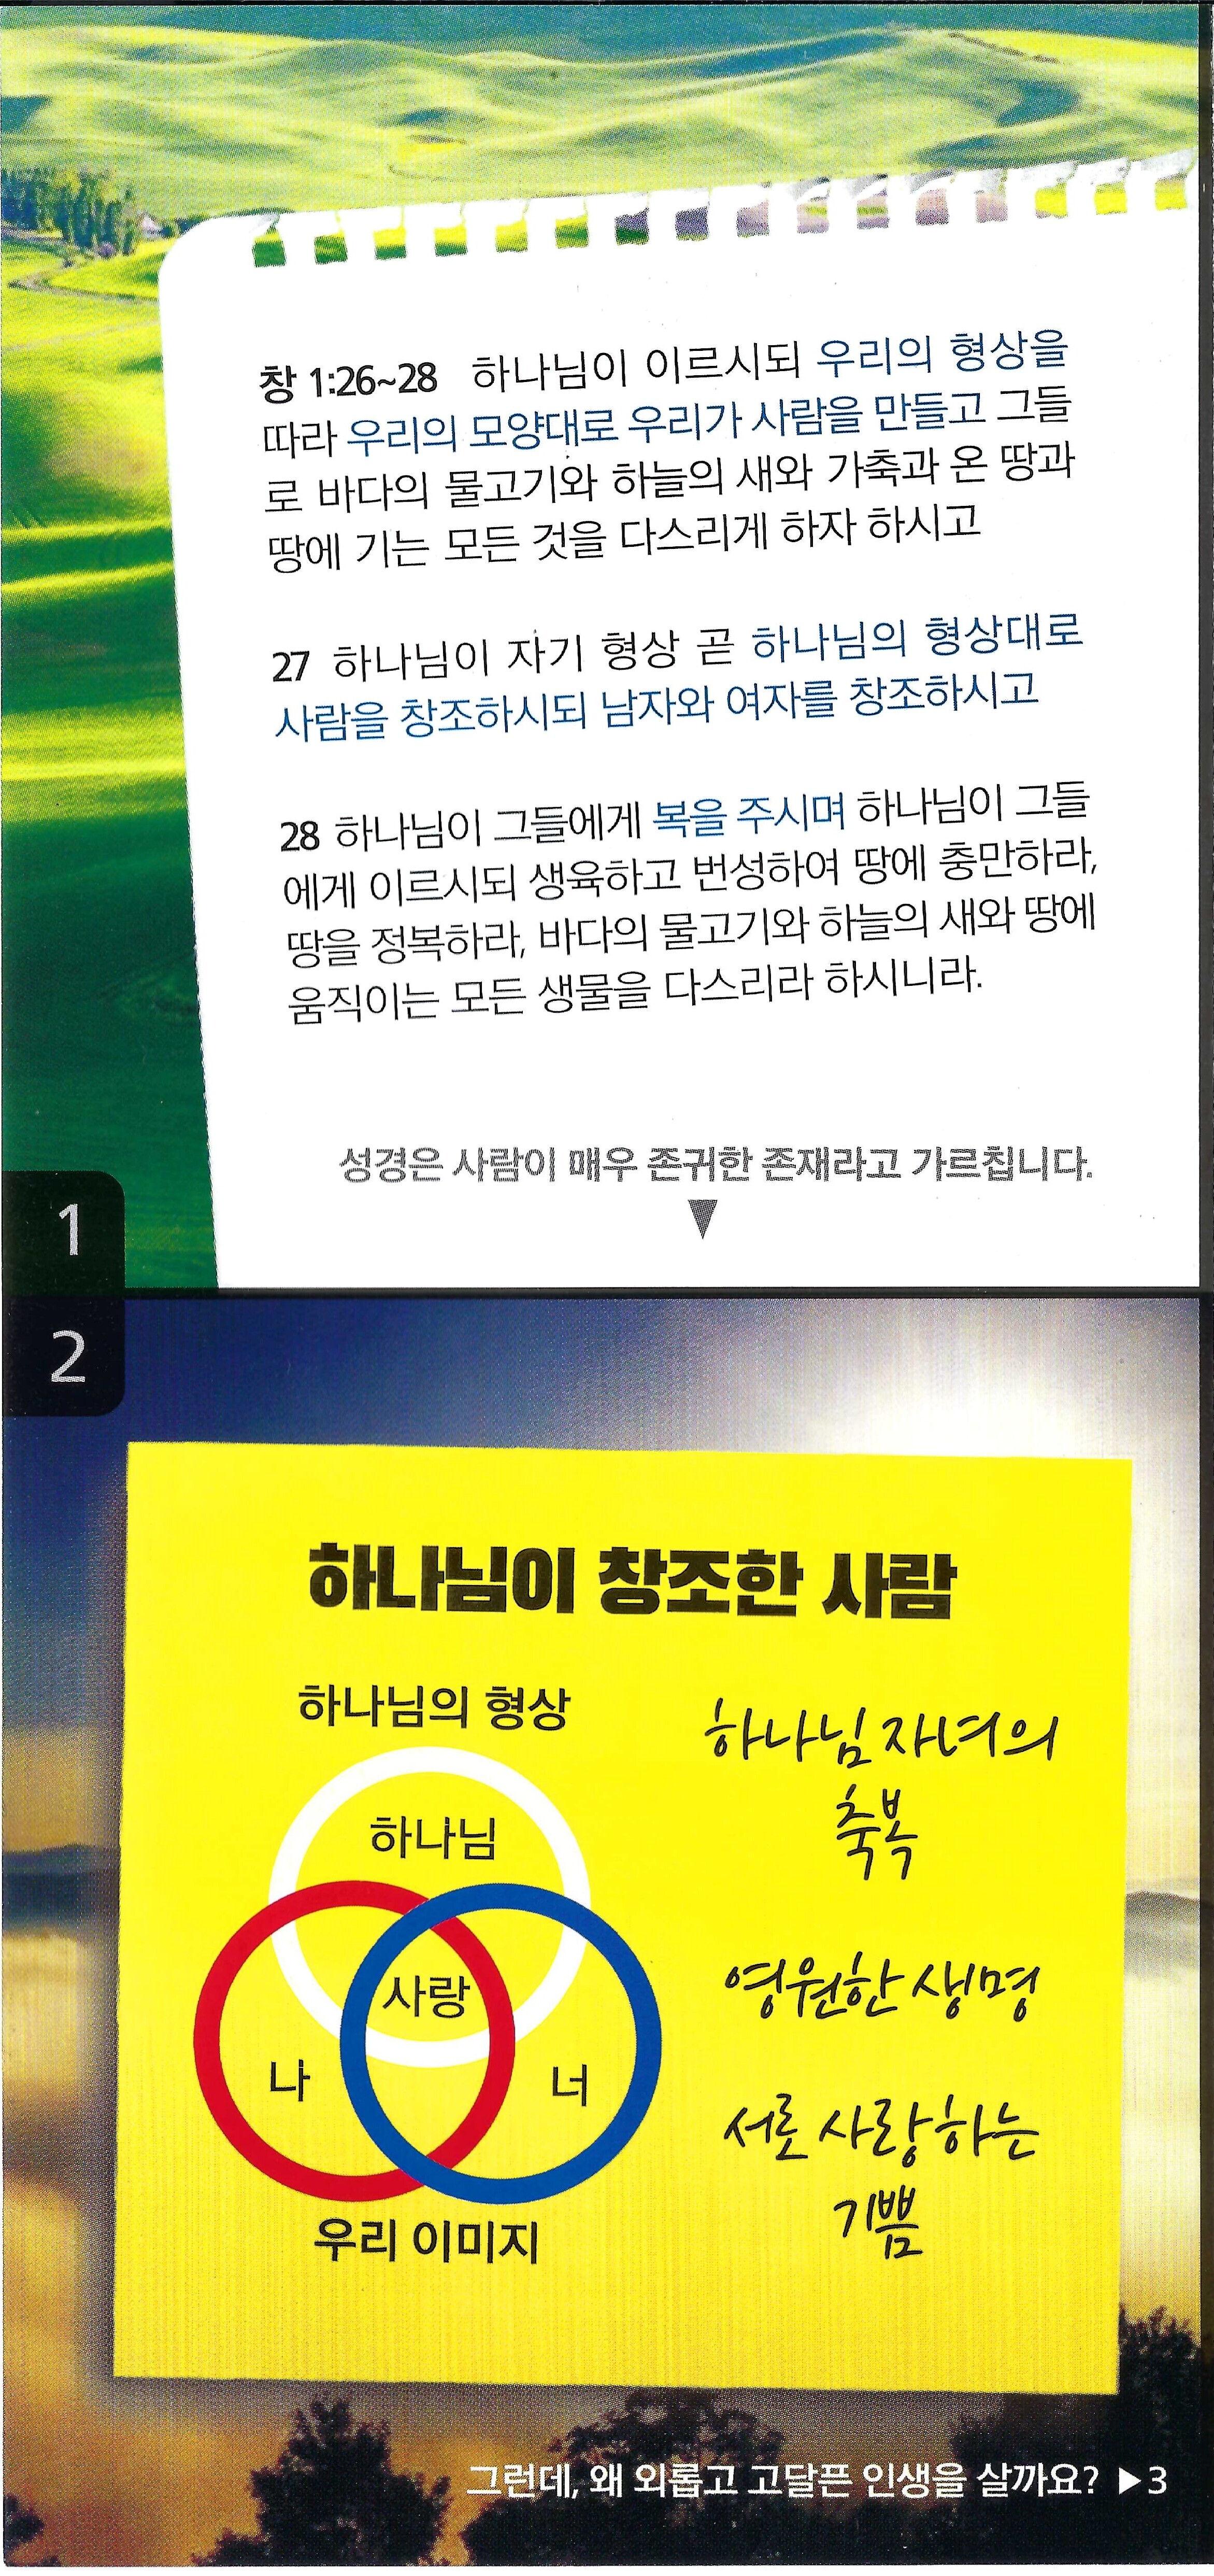 창 1:26~28 하나님이 이르시되 우리의 형상을
따라 우리의 모양대로 우리가 사람을 만들고 그들
로 바다의 물고기와 하늘의 새와 가축과 온 땅과
땅에 기는 모든 것을 다스리게 하자 하시고
27 하나님이 자기 형상 곧 하나님의 형상대로
사람을 창조하시되 남자와 여자를 창조하시고
28 하나님이 그들에게 복을 주시며 하나님이 그들
에게 이르시되 생육하고 번성하여 땅에 충만하라,
땅을 정복하라, 바다의 물고기와 하늘의 새와 땅에
움직이는 모든 생물을 다스리라 하시니라.
성경은 사람이 매우 존귀한 존재라고 가르칩니다.
▼
1
2
하나님이 창조한 사람
하나님의 형상
하나님
사랑
나
너
우리 이미지
하나님 자녀의
축복
영원한 생명
서로 사랑하는
기쁨
그런데, 왜 외롭고 고달픈 인생을 살까요? ▶3